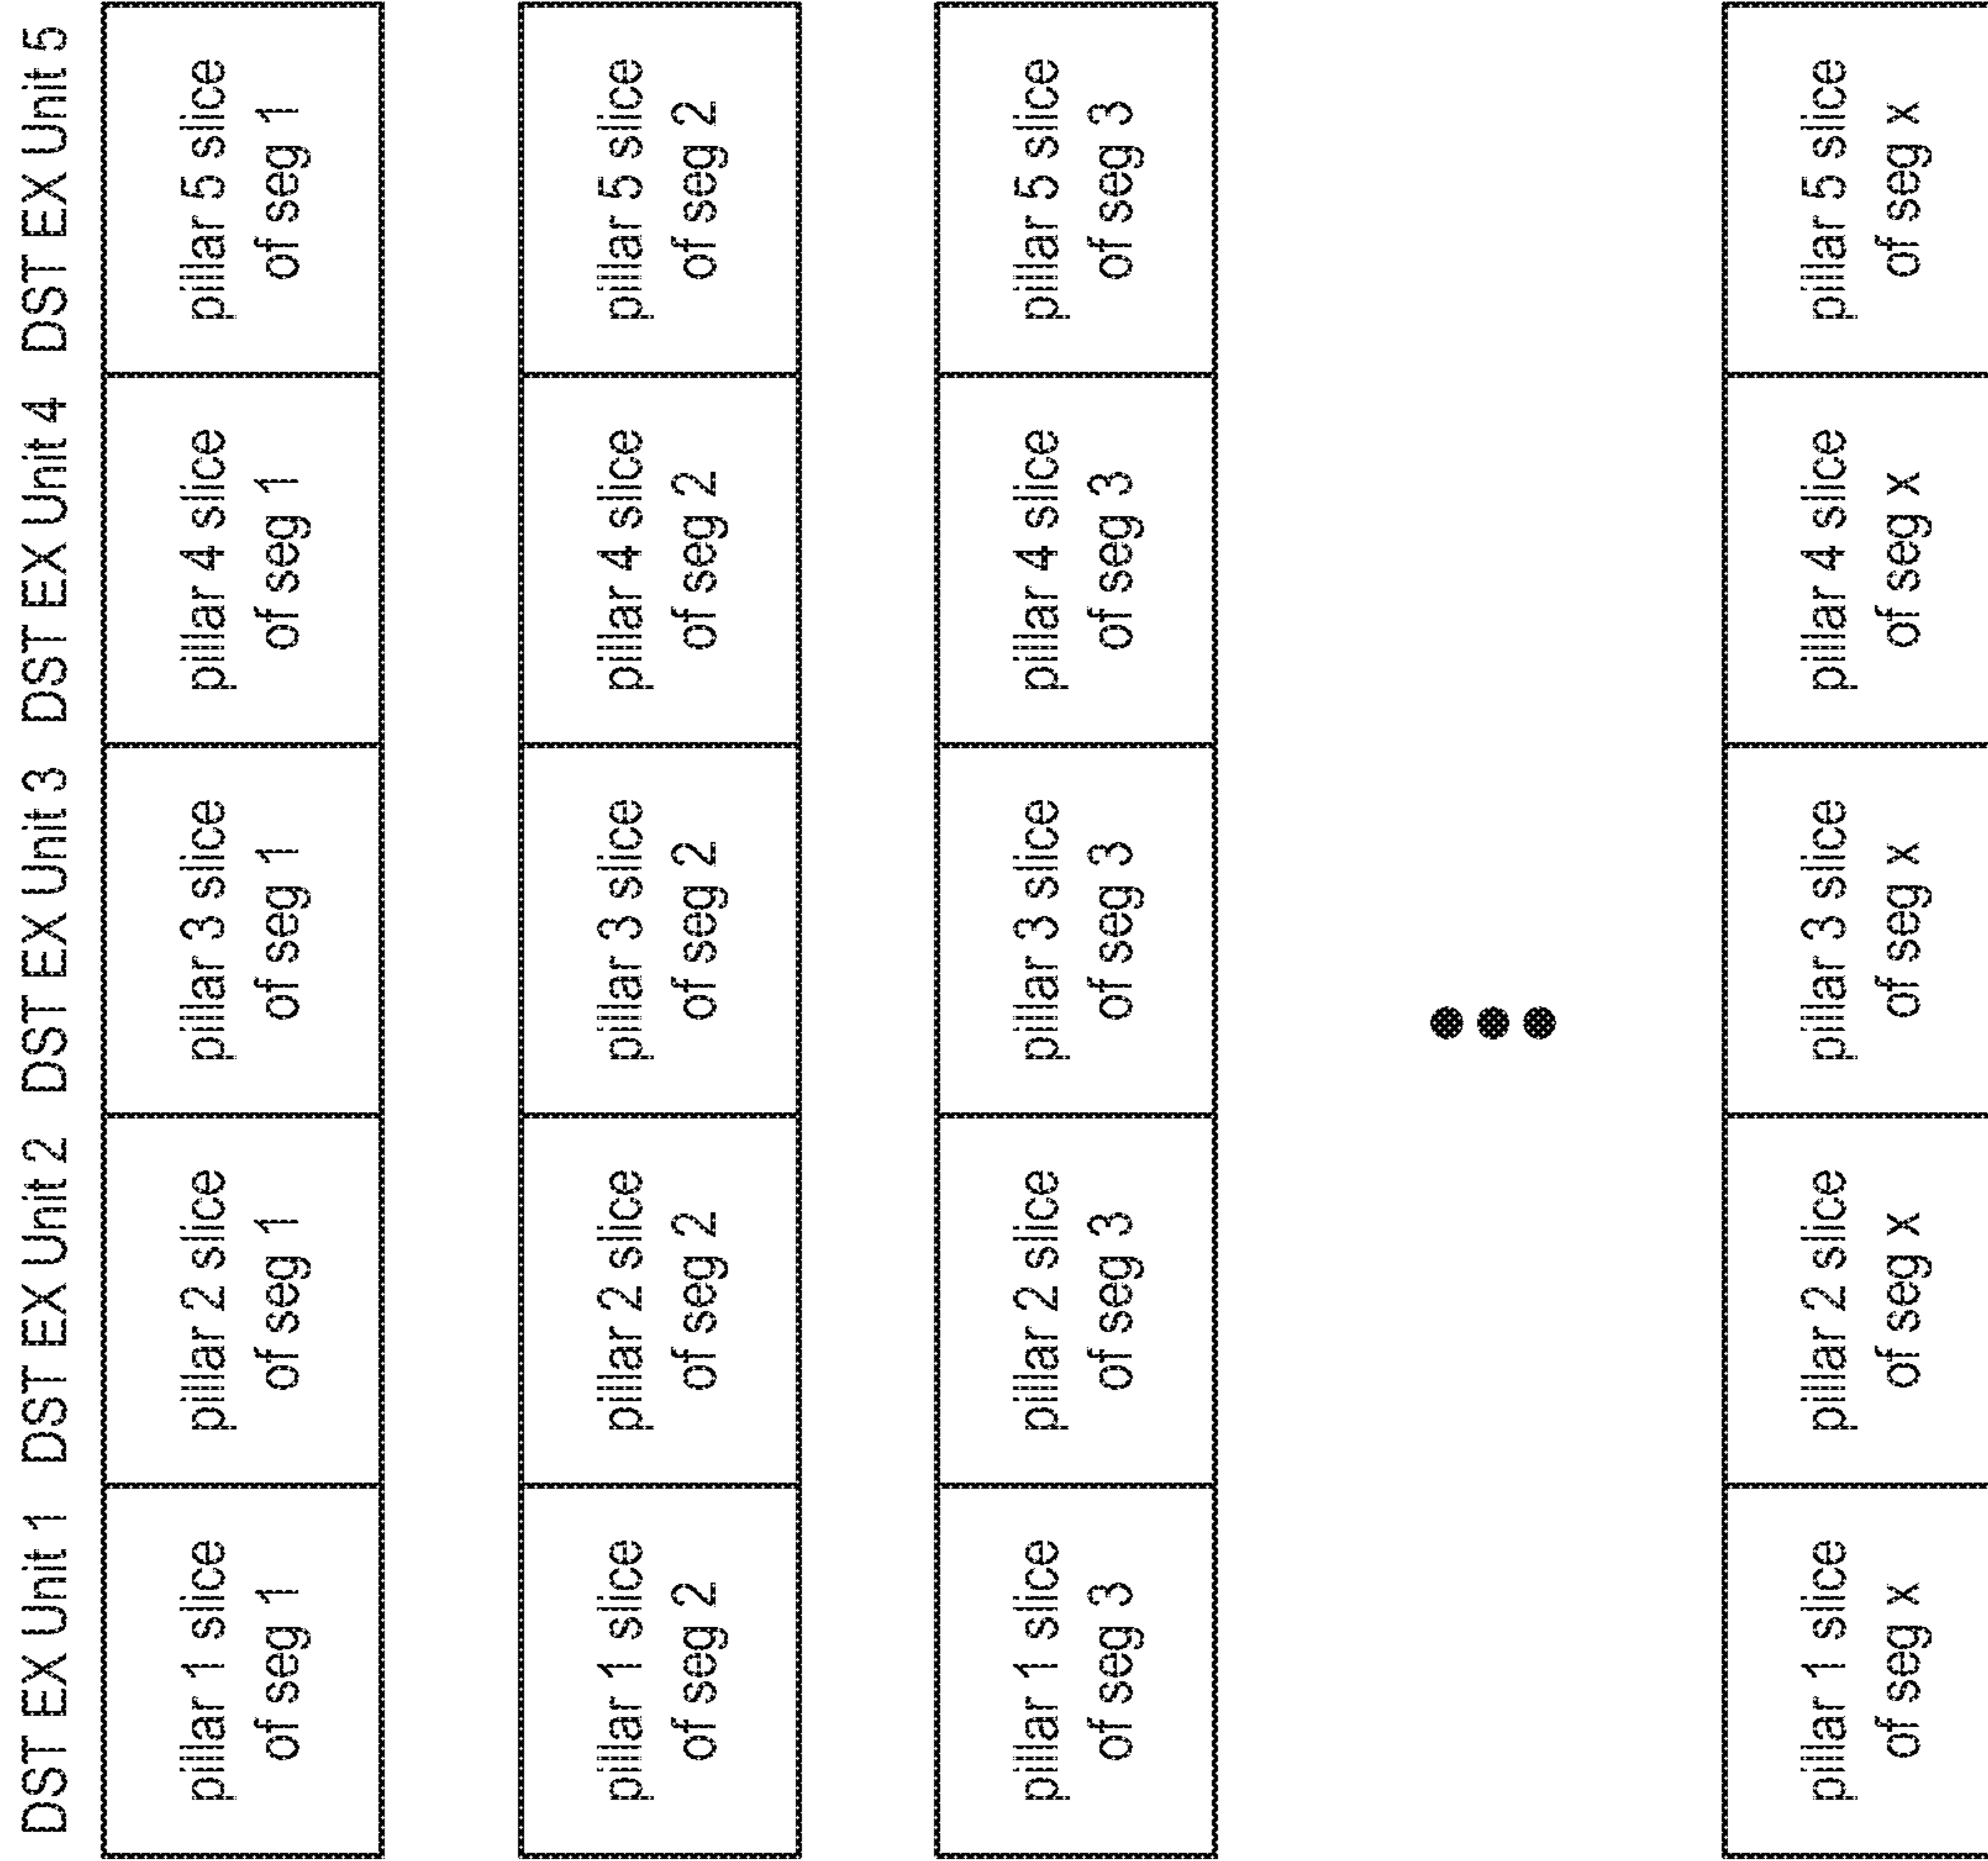 DST EX Unit 1 DST EX Unit 2 DST EX Unit 3 DST EX Unit 4 DST EX Unit 5
pillar 1 slice
of seg 1
pillar 2 slice
of seg 1
pillar 3 slice
of seg 1
pillar 4 slice
of seg 1
pillar 5 slice
of seg 1
pillar 1 slice
of seg 2
pillar 2 slice
of seg 2
pillar 3 slice
of seg 2
pillar 4 slice
of seg 2
pillar 5 slice
of seg 2
pillar 1 slice
of seg 3
pillar 2 slice
of seg 3
pillar 3 slice
of seg 3
pillar 4 slice
of seg 3
pillar 5 slice
of seg 3
pillar 1 slice
of seg x
pillar 2 slice
of seg x
pillar 3 slice
of seg x
pillar 4 slice
of seg x
pillar 5 slice
of seg x